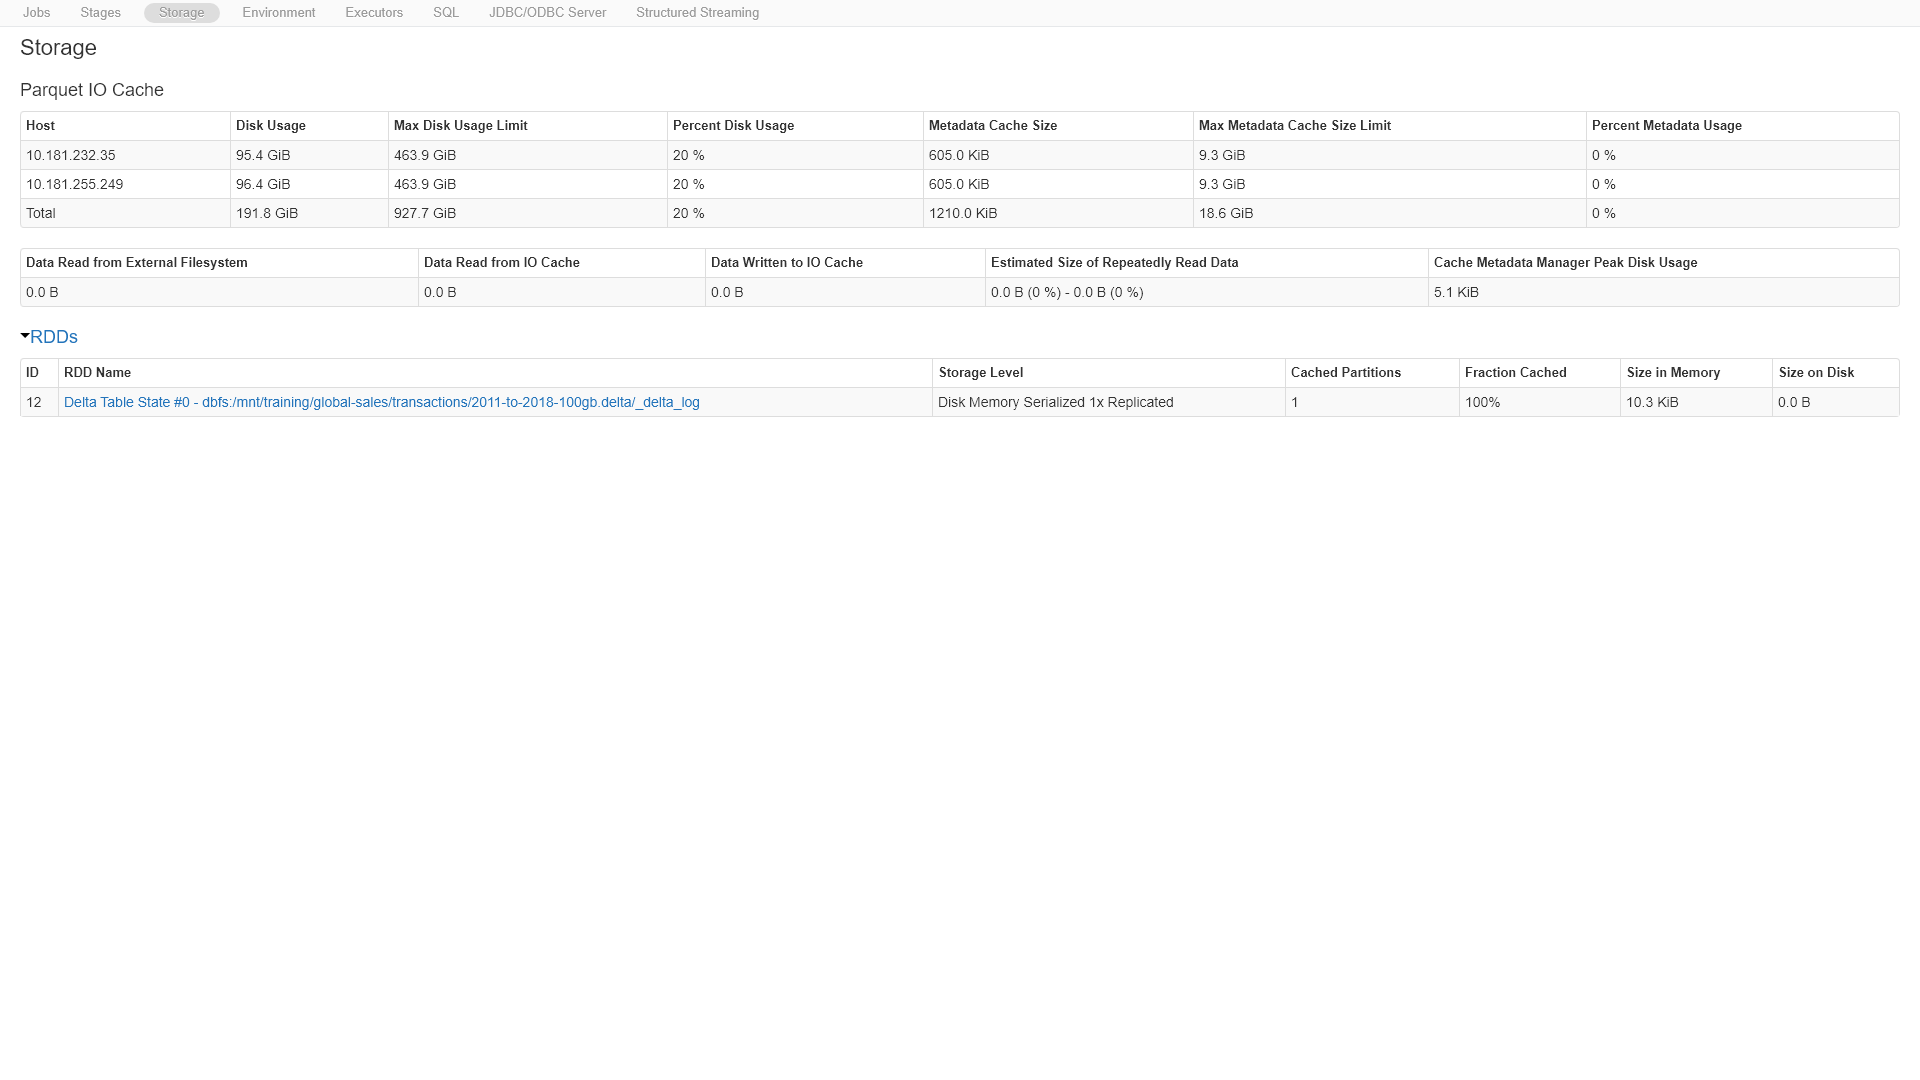 Jobs Stages Storage Environment Executors SQL JDBC/ODBC Server Structured Streaming
Storage
Parquet IO Cache
Host Disk Usage Max Disk Usage Limit Percent Disk Usage Metadata Cache Size Max Metadata Cache Size Limit Percent Metadata Usage
10.181.232.35 95.4 GiB 463.9 GiB 20 % 605.0 KiB 9.3 GiB 0 %
10.181.255.249 96.4 GiB 463.9 GiB 20 % 605.0 KiB 9.3 GiB 0 %
Total 191.8 GiB 927.7 GiB 20 % 1210.0 KiB 18.6 GiB 0 %
Data Read from External Filesystem Data Read from IO Cache Data Written to IO Cache Estimated Size of Repeatedly Read Data Cache Metadata Manager Peak Disk Usage
0.0 B 0.0 B 0.0 B 0.0 B (0 %) - 0.0 B (0 %) 5.1 KiB
RDDs
ID RDD Name Storage Level Cached Partitions Fraction Cached Size in Memory Size on Disk
12 Delta Table State #0 - dbfs:/mnt/training/global-sales/transactions/2011-to-2018-100gb.delta/_delta_log Disk Memory Serialized 1x Replicated 1 100% 10.3 KiB 0.0 B